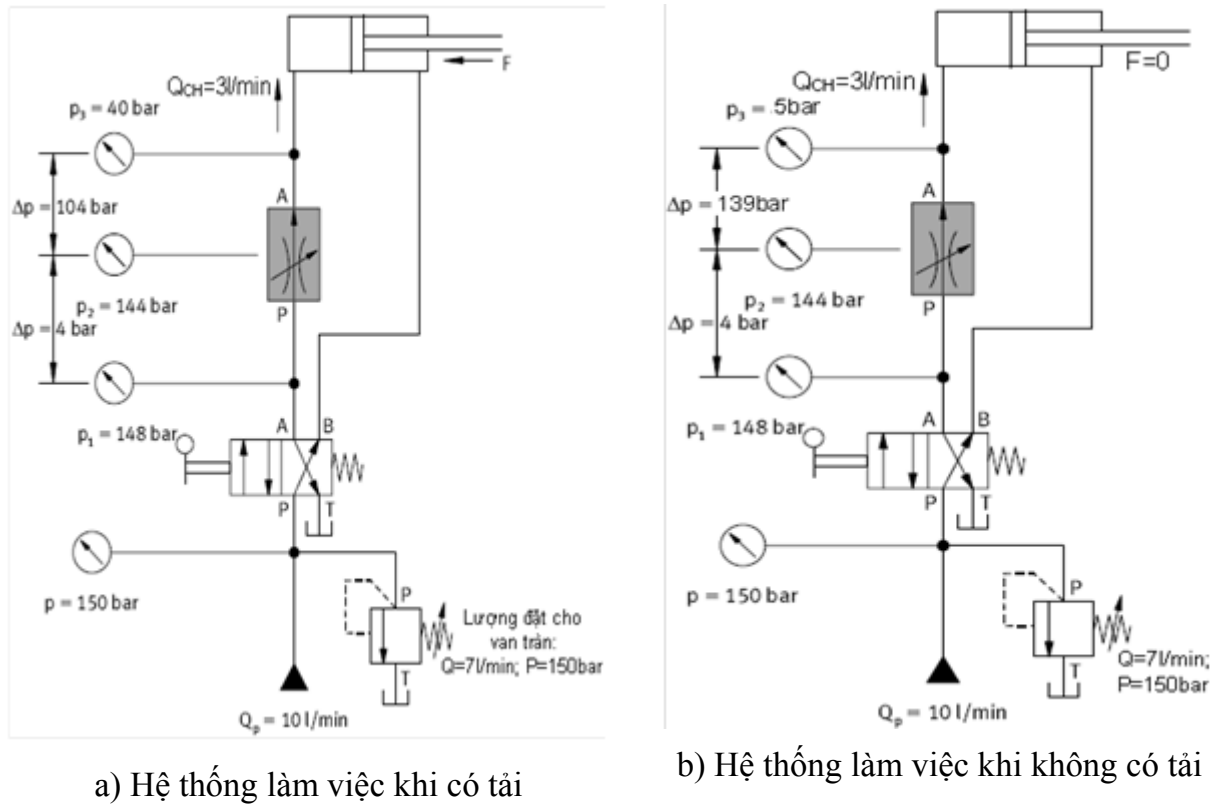 Q_CH=3l/min
F
p₃ = 40 bar
A
Δp = 104 bar
p₂ = 144 bar
P
Δp = 4 bar
p₁ = 148 bar
A B
P T
p = 150 bar
P
Lượng đặt cho
van tràn:
Q=7l/min; P=150bar
T
Qₚ = 10 l/min
a) Hệ thống làm việc khi có tải
F=0
Q_CH=3l/min
p₃ = .5bar
A
Δp = 139bar
p₂ = 144 bar
P
Δp = 4 bar
p₁ = 148 bar
A B
P T
p = 150 bar
P
Q=7l/min;
P=150bar
T
Qₚ = 10 l/min
b) Hệ thống làm việc khi không có tải